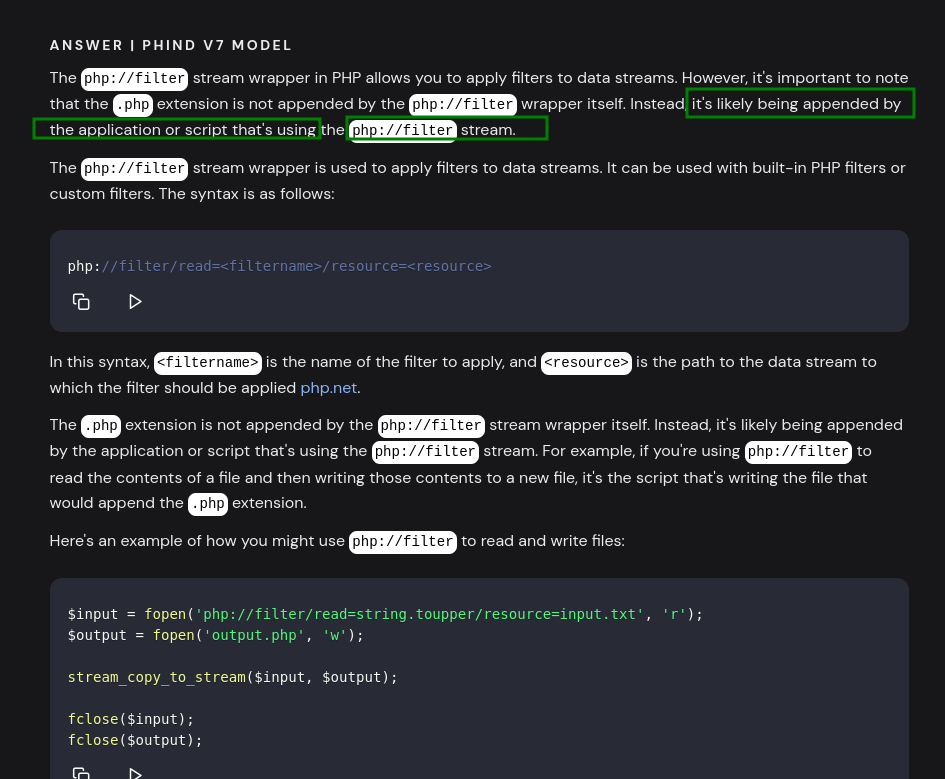 ANSWER | PHIND V7 MODEL
The php://filter stream wrapper in PHP allows you to apply filters to data streams. However, it's important to note
that the .php extension is not appended by the php://filter wrapper itself. Instead, it's likely being appended by
the application or script that's using the php://filter stream.
The php://filter stream wrapper is used to apply filters to data streams. It can be used with built-in PHP filters or
custom filters. The syntax is as follows:
php://filter/read=<filtername>/resource=<resource>
In this syntax, <filtername> is the name of the filter to apply, and <resource> is the path to the data stream to
which the filter should be applied php.net.
The .php extension is not appended by the php://filter stream wrapper itself. Instead, it's likely being appended
by the application or script that's using the php://filter stream. For example, if you're using php://filter to
read the contents of a file and then writing those contents to a new file, it's the script that's writing the file that
would append the .php extension.
Here's an example of how you might use php://filter to read and write files:
$input = fopen('php://filter/read=string.toupper/resource=input.txt', 'r');
$output = fopen('output.php', 'w');
stream_copy_to_stream($input, $output);
fclose($input);
fclose($output);